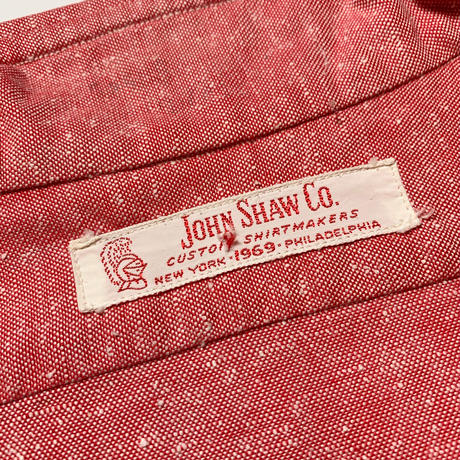 JOHN SHAW CO.
CUSTOM SHIRTMAKERS
NEW YORK · 1969 · PHILADELPHIA